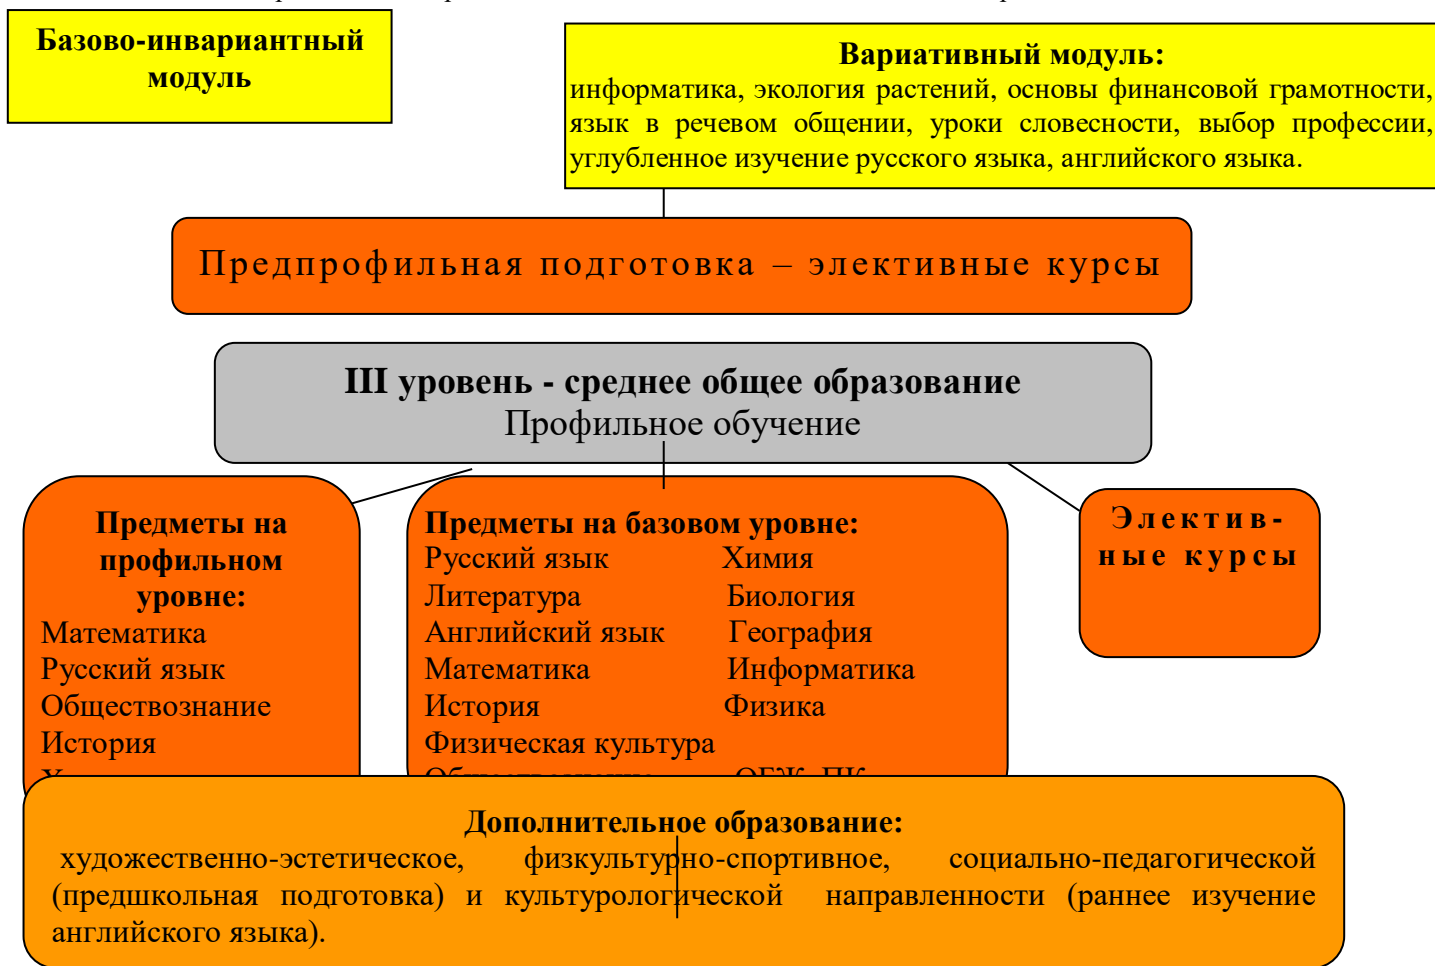 Базово-инвариантный
модуль
Вариативный модуль:
информатика, экология растений, основы финансовой грамотности,
язык в речевом общении, уроки словесности, выбор профессии,
углубленное изучение русского языка, английского языка.
Предпрофильная подготовка – элективные курсы
III уровень - среднее общее образование
Профильное обучение
Предметы на
профильном
уровне:
Математика
Русский язык
Обществознание
История
Предметы на базовом уровне:
Русский язык Химия
Литература Биология
Английский язык География
Математика Информатика
История Физика
Физическая культура
Обществознание ОБЖ, ПК
Электив-
ные курсы
Дополнительное образование:
художественно-эстетическое, физкультурно-спортивное, социально-педагогической
(предшкольная подготовка) и культурологической направленности (раннее изучение
английского языка).